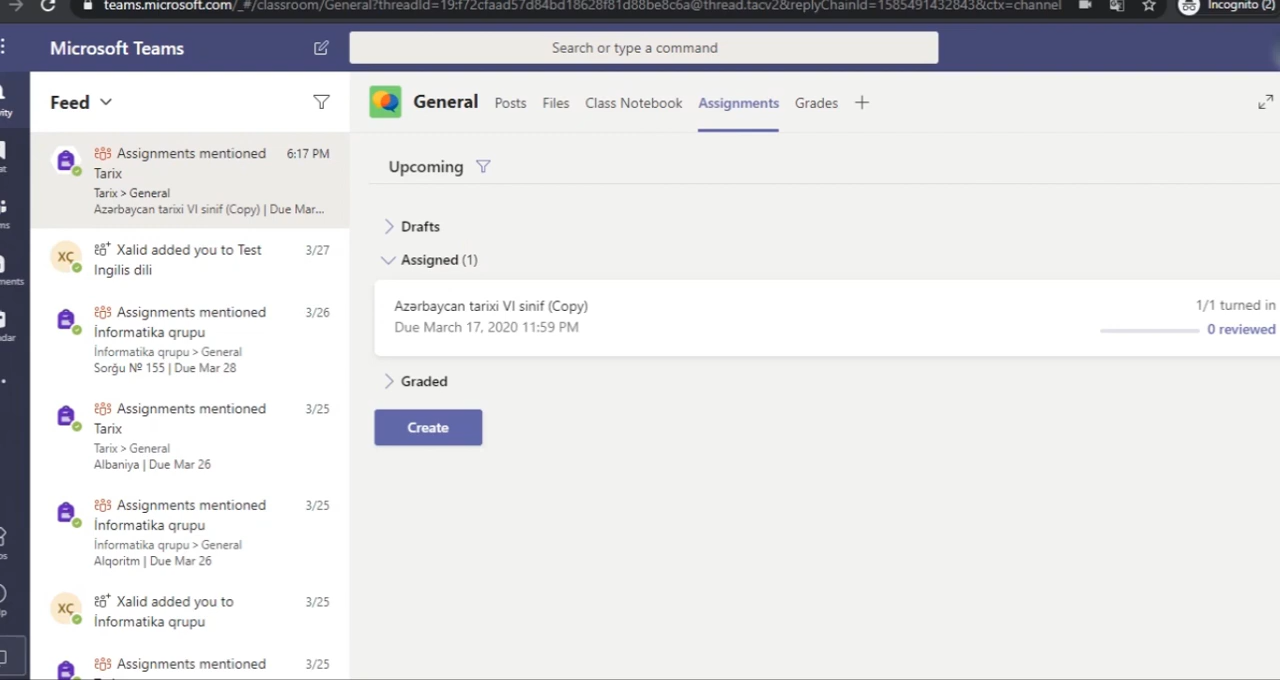 teams.microsoft.com/_#/classroom/General?threadId=19:f72cfaad57d84bd18628f81d88be8c6a@thread.tacv2&replyChainId=1585491432843&ctx=channel
Incognito (2)
Microsoft Teams
Search or type a command
Feed
Assignments mentioned 6:17 PM
Tarix
Tarix > General
Azərbaycan tarixi VI sinif (Copy) | Due Mar...
XÇ
Xalid added you to Test 3/27
Ingilis dili
Assignments mentioned 3/26
İnformatika qrupu
İnformatika qrupu > General
Sorğu № 155 | Due Mar 28
Assignments mentioned 3/25
Tarix
Tarix > General
Albaniya | Due Mar 26
Assignments mentioned 3/25
İnformatika qrupu
İnformatika qrupu > General
Alqoritm | Due Mar 26
XÇ
Xalid added you to 3/25
İnformatika qrupu
Assignments mentioned 3/25
General Posts Files Class Notebook Assignments Grades
Upcoming
Drafts
Assigned (1)
Azərbaycan tarixi VI sinif (Copy) 1/1 turned in
Due March 17, 2020 11:59 PM 0 reviewed
Graded
Create